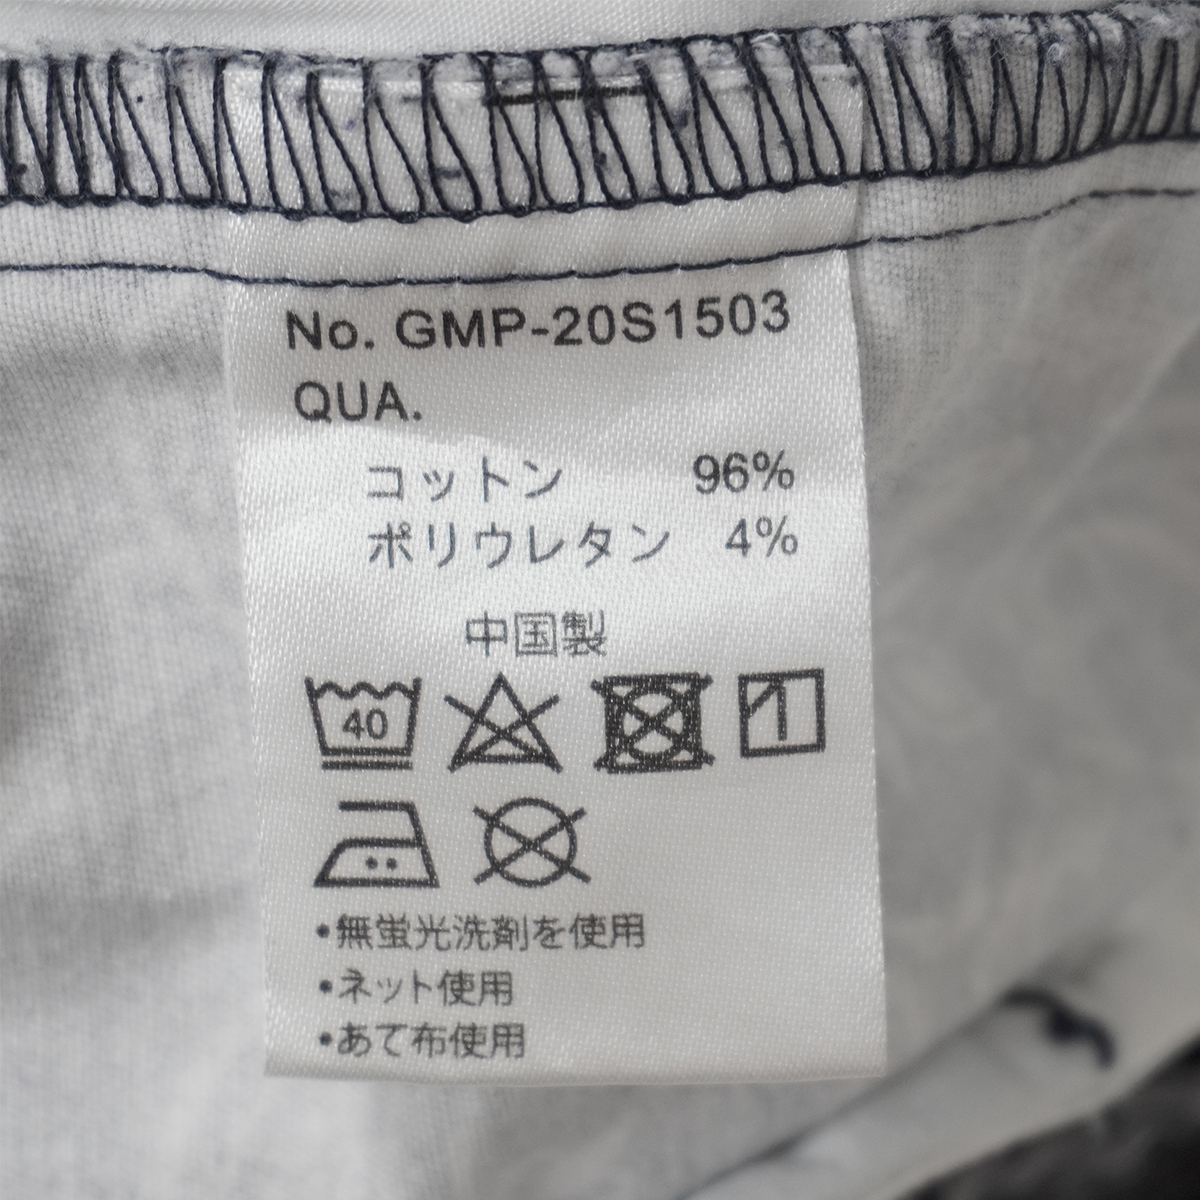 No. GMP-20S1503
QUA.
コットン 96%
ポリウレタン 4%
中国製
40
•無蛍光洗剤を使用
•ネット使用
•あて布使用